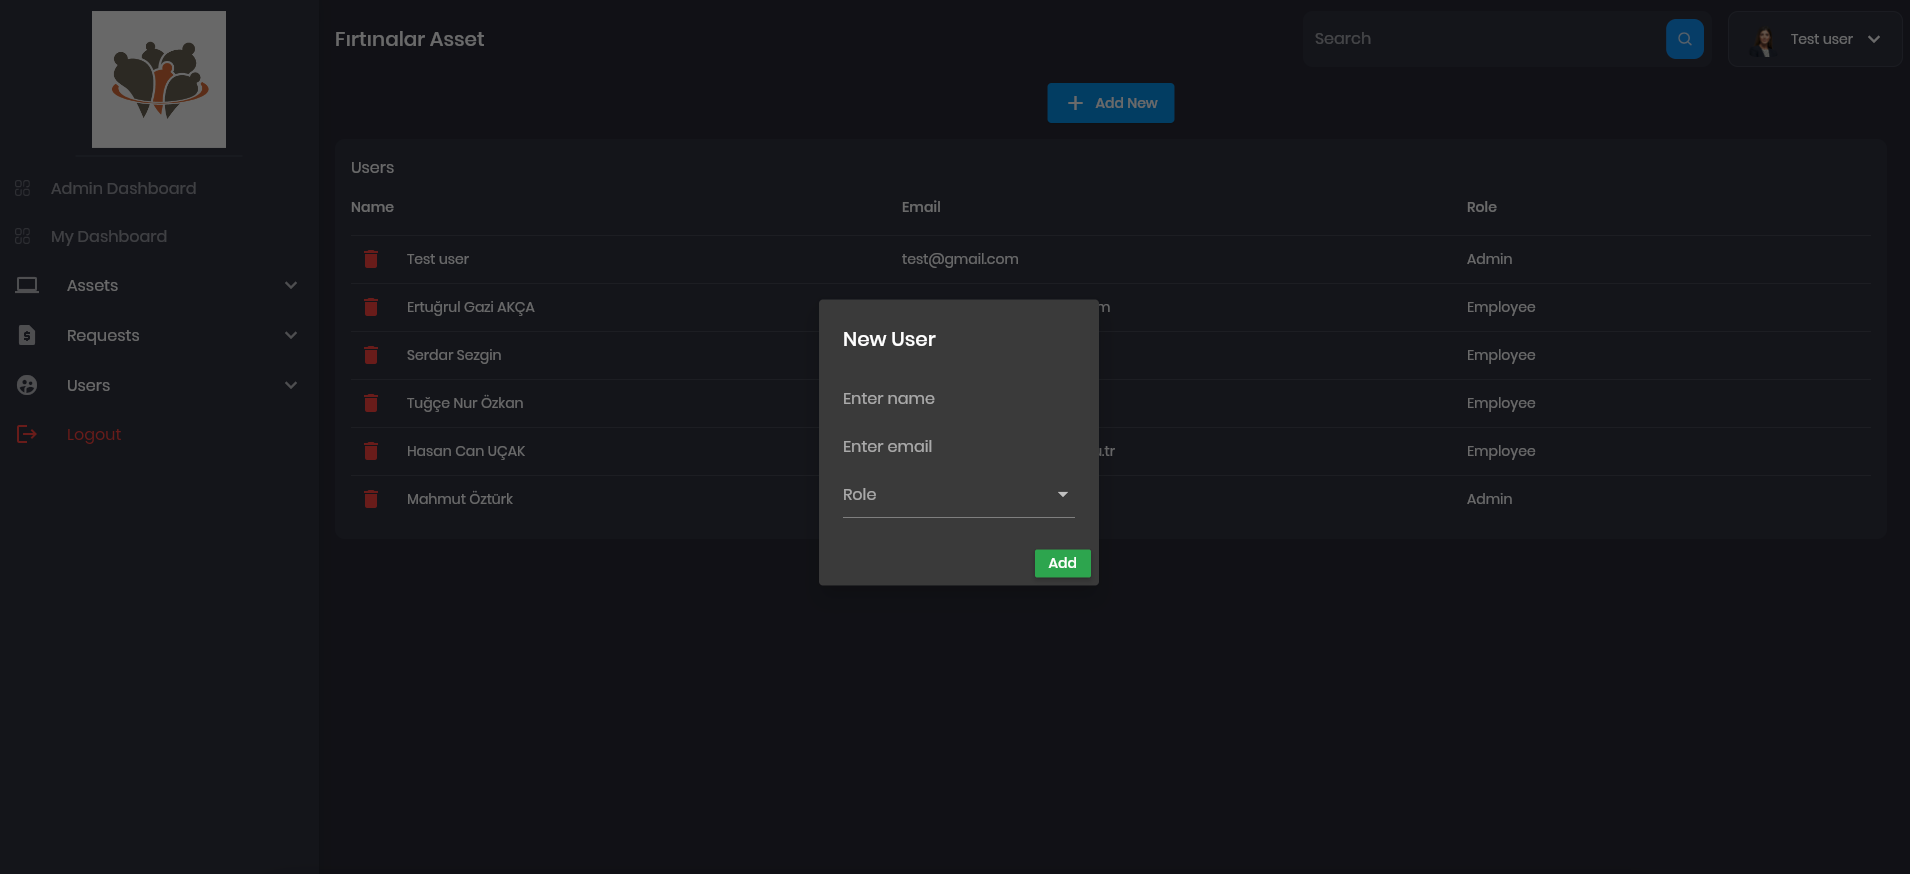 Fırtınalar Asset
Search
Test user
Add New
Admin Dashboard
My Dashboard
Assets
Requests
Users
Logout
Users
Name Email Role
Test user test@gmail.com Admin
Ertuğrul Gazi AKÇA m Employee
Serdar Sezgin Employee
Tuğçe Nur Özkan Employee
Hasan Can UÇAK .tr Employee
Mahmut Öztürk Admin
New User
Enter name
Enter email
Role
Add